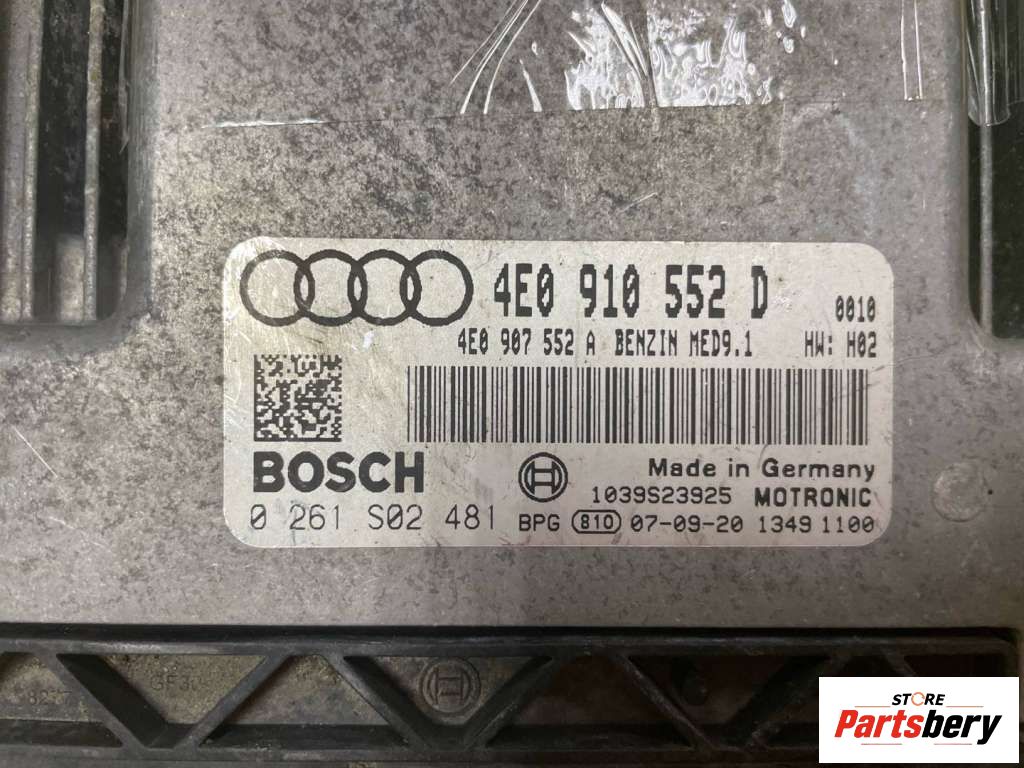 4E0 910 552 D
0010
4E0 907 552 A BENZIN MED9.1 HW: H02
BOSCH
Made in Germany
1039S23925 MOTRONIC
0 261 S02 481 BPG 810 07-09-20 1349 1100
STORE
Partsbery